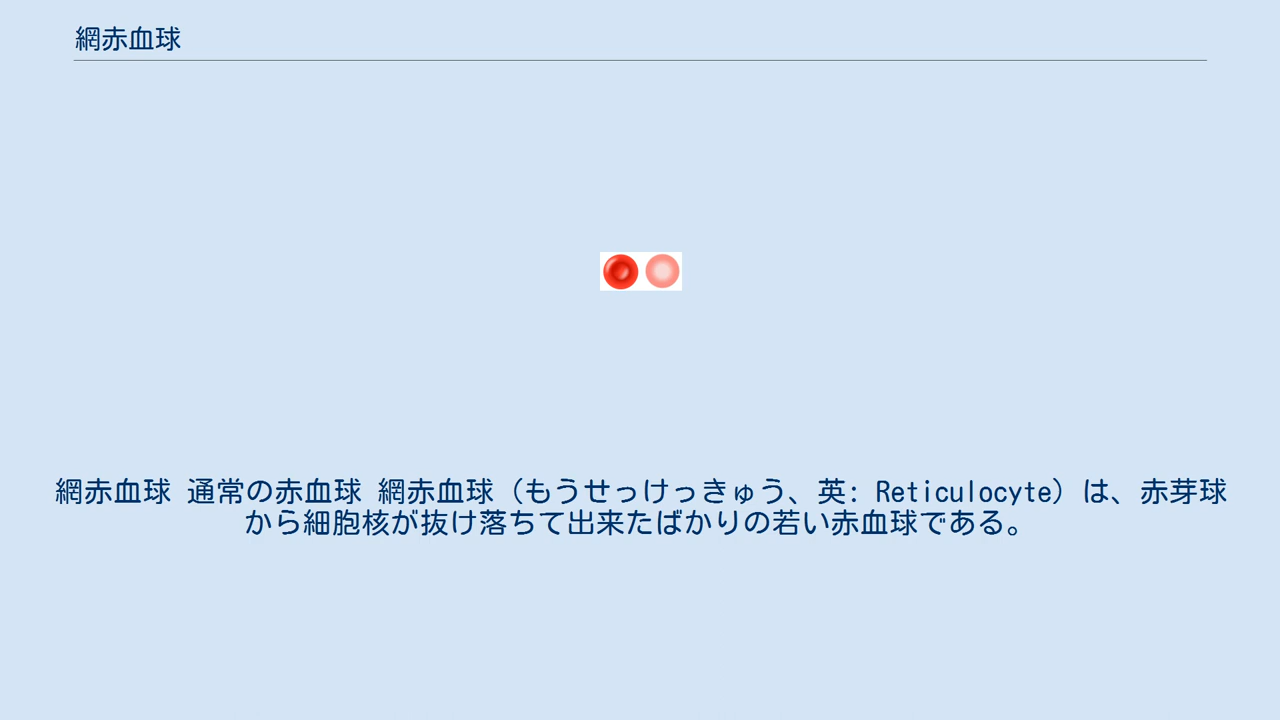 網赤血球
網赤血球 通常の赤血球 網赤血球（もうせっけっきゅう、英: Reticulocyte）は、赤芽球
から細胞核が抜け落ちて出来たばかりの若い赤血球である。